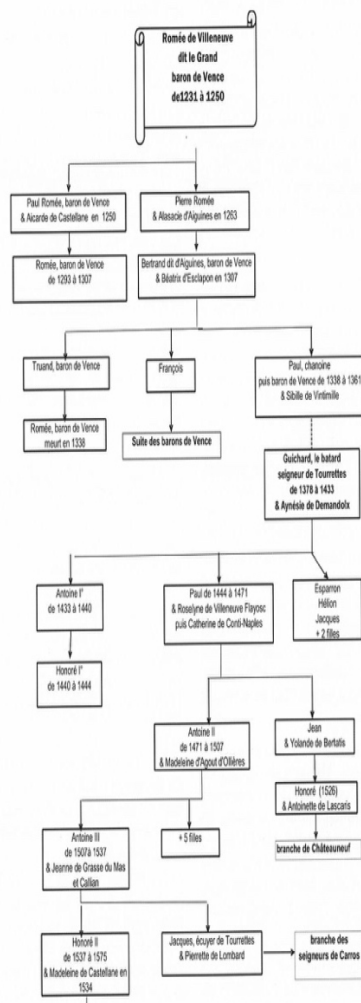 Romée de Villeneuve
dit le Grand
baron de Vence
de1231 à 1250
Paul Romée, baron de Vence
& Aicarde de Castellane en 1250
Pierre Romée
& Alasacie d'Aiguines en 1263
Romée, baron de Vence
de 1293 à 1307
Bertrand dit d'Aiguines, baron de Vence
& Béatrix d'Esclapon en 1307
Truand, baron de Vence
François
Paul, chanoine
puis baron de Vence de 1338 à 1361
& Sibille de Vintimille
Romée, baron de Vence
meurt en 1338
Suite des barons de Vence
Guichard, le batard
seigneur de Tourrettes
de 1378 à 1433
& Aynésie de Demandolx
Antoine I°
de 1433 à 1440
Paul de 1444 à 1471
& Roselyne de Villeneuve Flayosc
puis Catherine de Conti-Naples
Esparron
Hélion
Jacques
+ 2 filles
Honoré I°
de 1440 à 1444
Antoine II
de 1471 à 1507
& Madeleine d'Agout d'Ollières
Jean
& Yolande de Bertatis
Honoré (1526)
& Antoinette de Lascaris
Antoine III
de 1507à 1537
& Jeanne de Grasse du Mas
et Callian
+ 5 filles
branche de Châteauneuf
Honoré II
de 1537 à 1575
& Madeleine de Castellane en
1534
Jacques, écuyer de Tourrettes
& Pierrette de Lombard
branche des
seigneurs de Carros